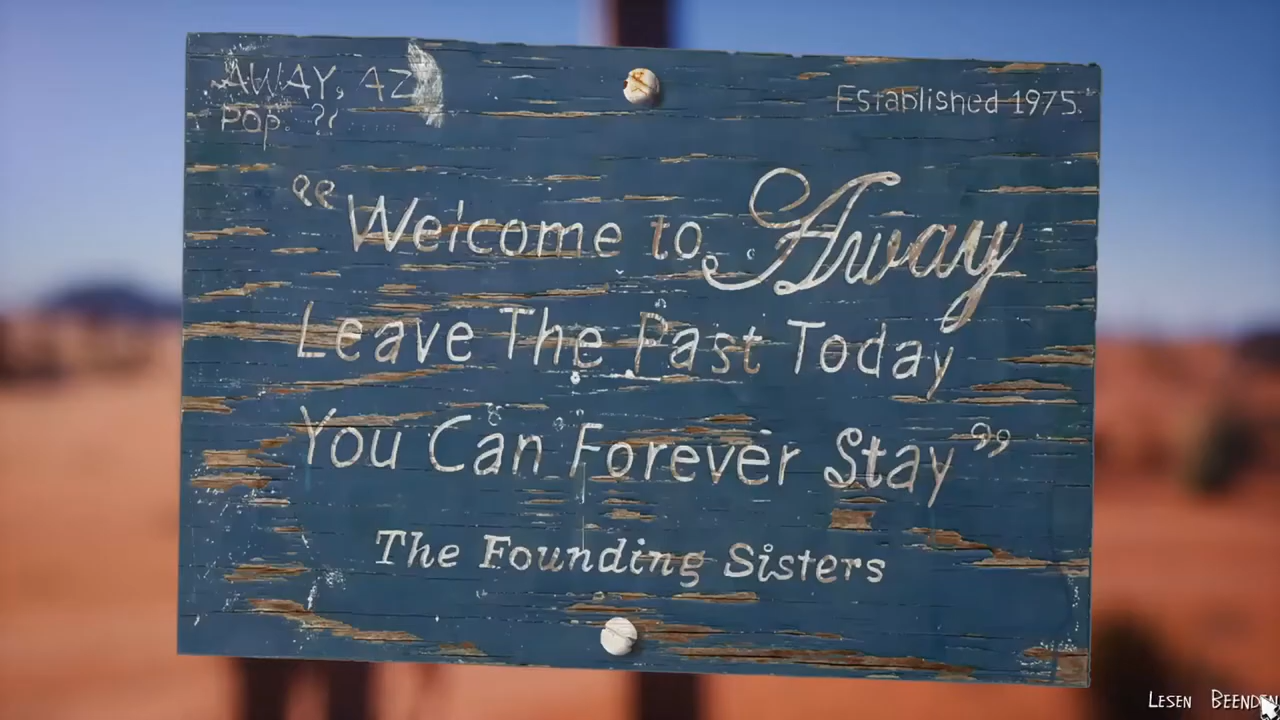 AWAY, AZ
Pop. ?
Established 1975.
“Welcome to Away
Leave The Past Today
You Can Forever Stay”
The Founding Sisters
Lesen Beenden